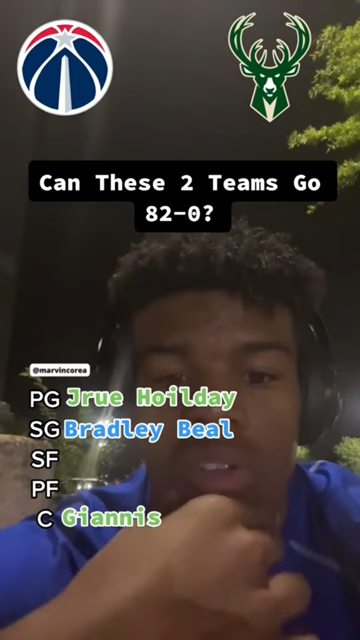 Can These 2 Teams Go
82-0?
@marvincorea
PG Jrue Hoilday
SG Bradley Beal
SF
PF
C Giannis